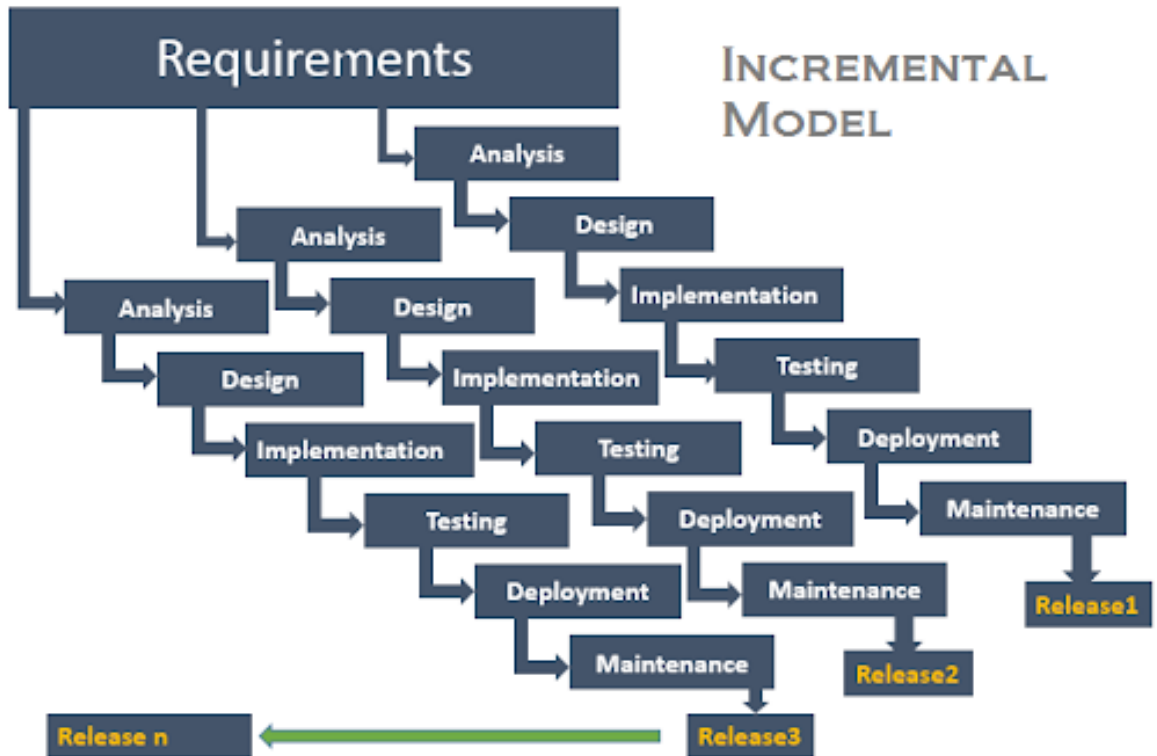 Requirements
INCREMENTAL
MODEL
Analysis
Design
Implementation
Testing
Deployment
Maintenance
Release1
Analysis
Design
Implementation
Testing
Deployment
Maintenance
Release2
Analysis
Design
Implementation
Testing
Deployment
Maintenance
Release3
Release n